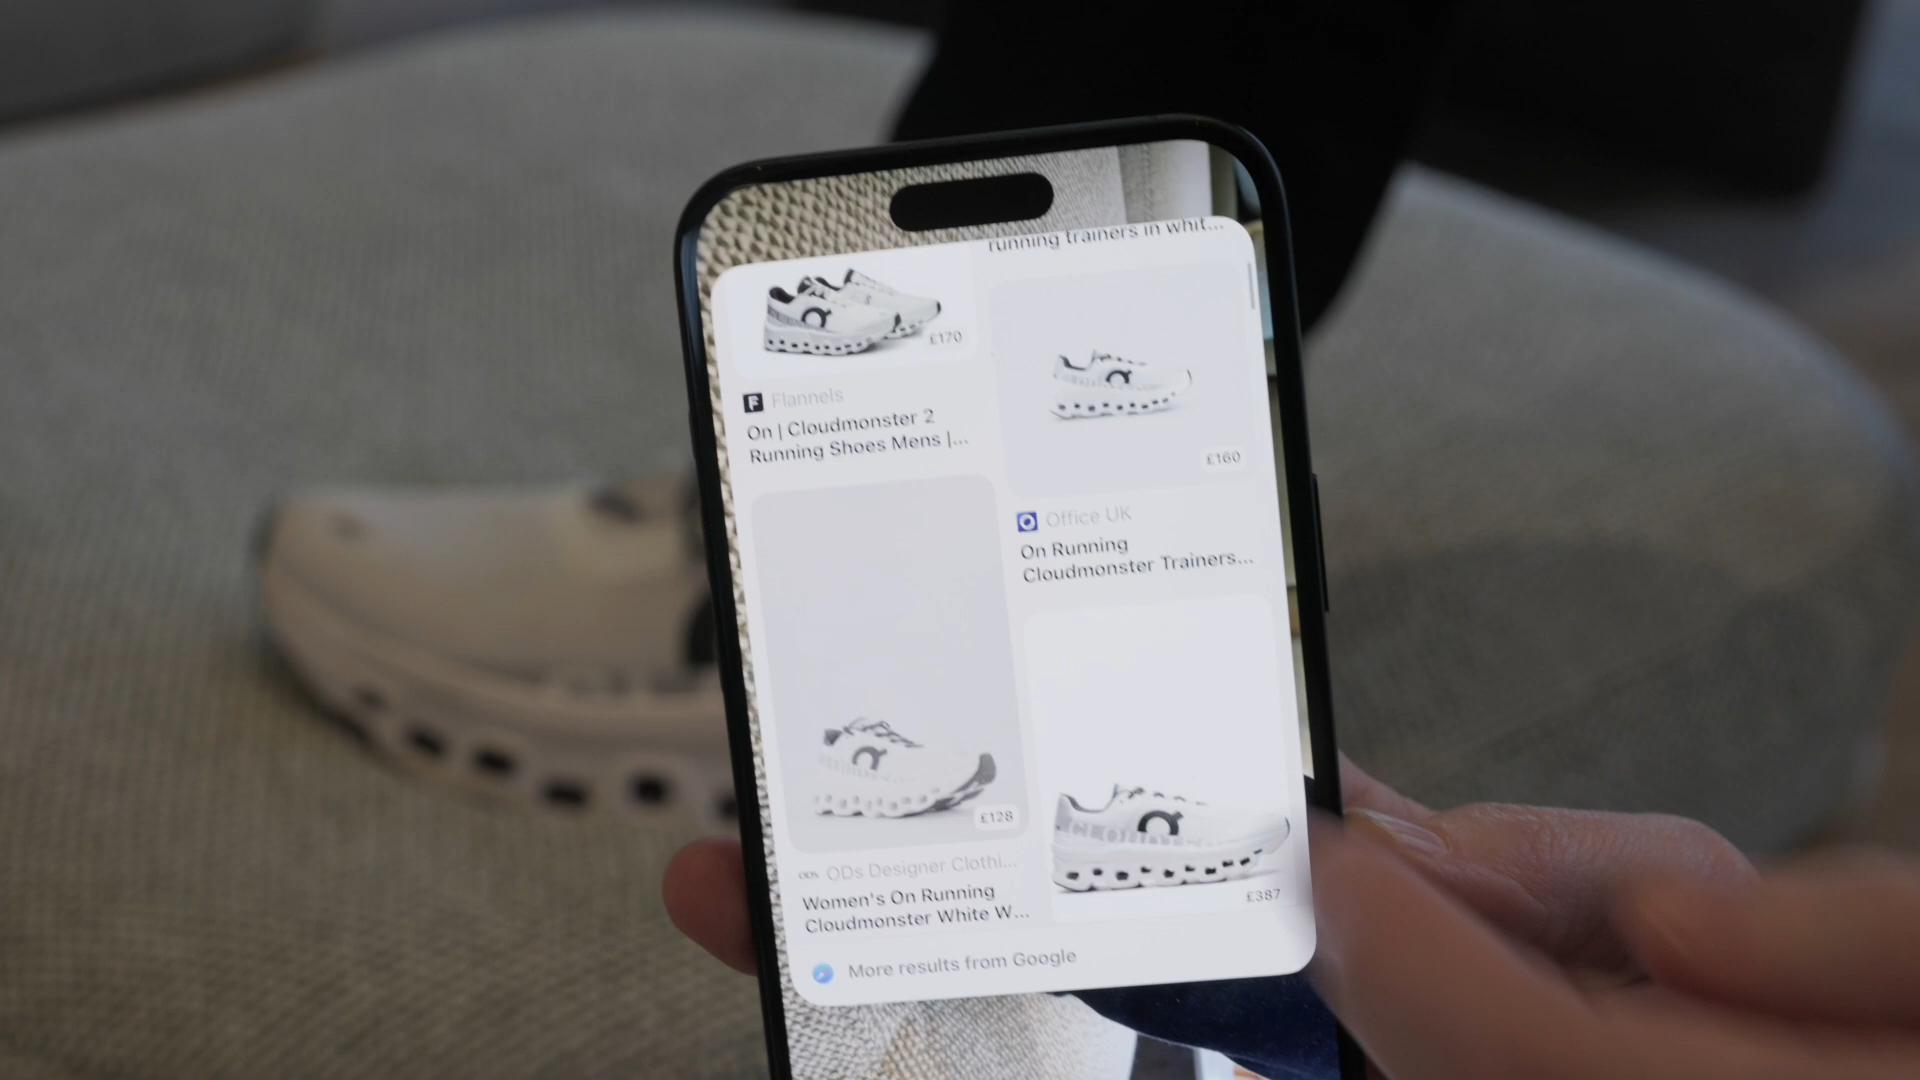 running trainers in whit...
£170
Flannels
On | Cloudmonster 2
Running Shoes Mens |...
£160
Office UK
On Running
Cloudmonster Trainers...
£128
ODs Designer Clothi...
Women's On Running
Cloudmonster White W...
£387
More results from Google